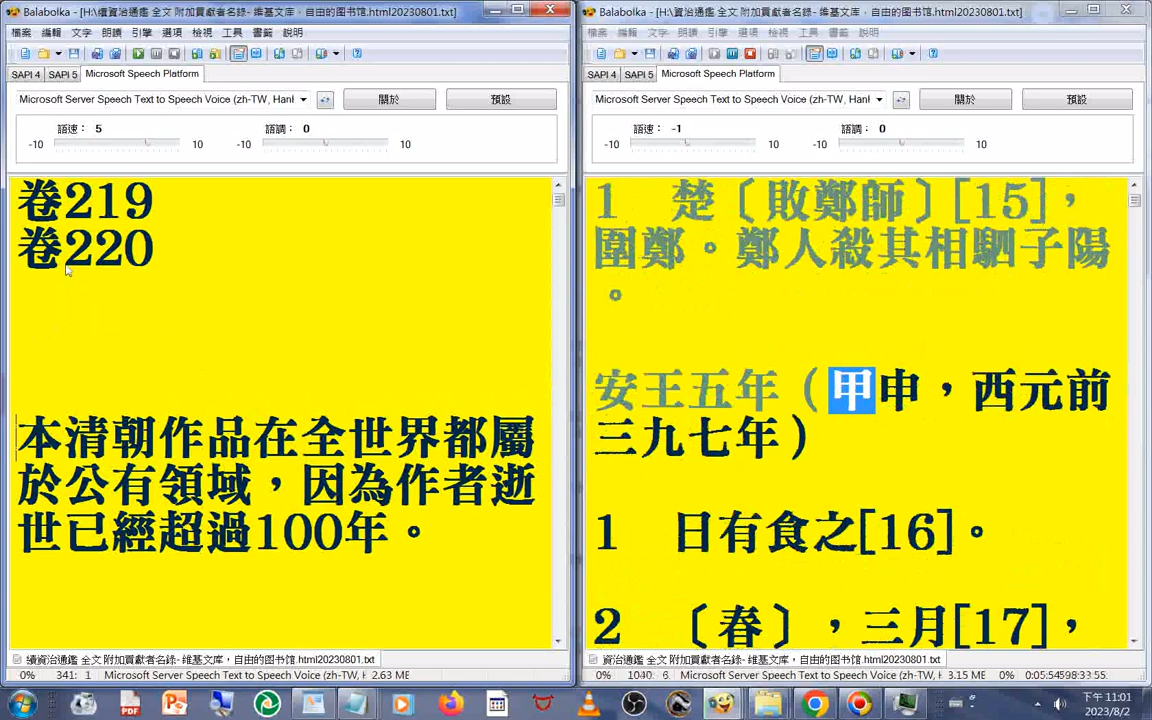 Balabolka - [H:\續資治通鑑 全文 附加貢獻者名錄- 维基文库，自由的图书馆.html20230801.txt]
檔案 編輯 文字 朗讀 引擎 選項 檢視 工具 書籤 說明
SAPI 4 SAPI 5 Microsoft Speech Platform
Microsoft Server Speech Text to Speech Voice (zh-TW, Hanl
關於 預設
語速： 5 語調： 0
-10 10 -10 10
卷219
卷220
本清朝作品在全世界都屬
於公有領域，因為作者逝
世已經超過100年。
續資治通鑑 全文 附加貢獻者名錄- 维基文库，自由的图书馆.html20230801.txt
0% 341: 1 Microsoft Server Speech Text to Speech Voice (zh-TW, H 2.63 MB
Balabolka - [H:\資治通鑑 全文 附加貢獻者名錄- 维基文库，自由的图书馆.html20230801.txt]
檔案 編輯 文字 朗讀 引擎 選項 檢視 工具 書籤 說明
SAPI 4 SAPI 5 Microsoft Speech Platform
Microsoft Server Speech Text to Speech Voice (zh-TW, Hanl
關於 預設
語速： -1 語調： 0
-10 10 -10 10
1 楚〔敗鄭師〕[15]，
圍鄭。鄭人殺其相駟子陽
。
安王五年（甲申，西元前
三九七年）
1 日有食之[16]。
2 〔春〕，三月[17]，
資治通鑑 全文 附加貢獻者名錄- 维基文库，自由的图书馆.html20230801.txt
0% 1040: 6 Microsoft Server Speech Text to Speech Voice (zh-TW, H 3.15 MB 0% 0:05:54598:33:55
PDF
下午 11:01
2023/8/2